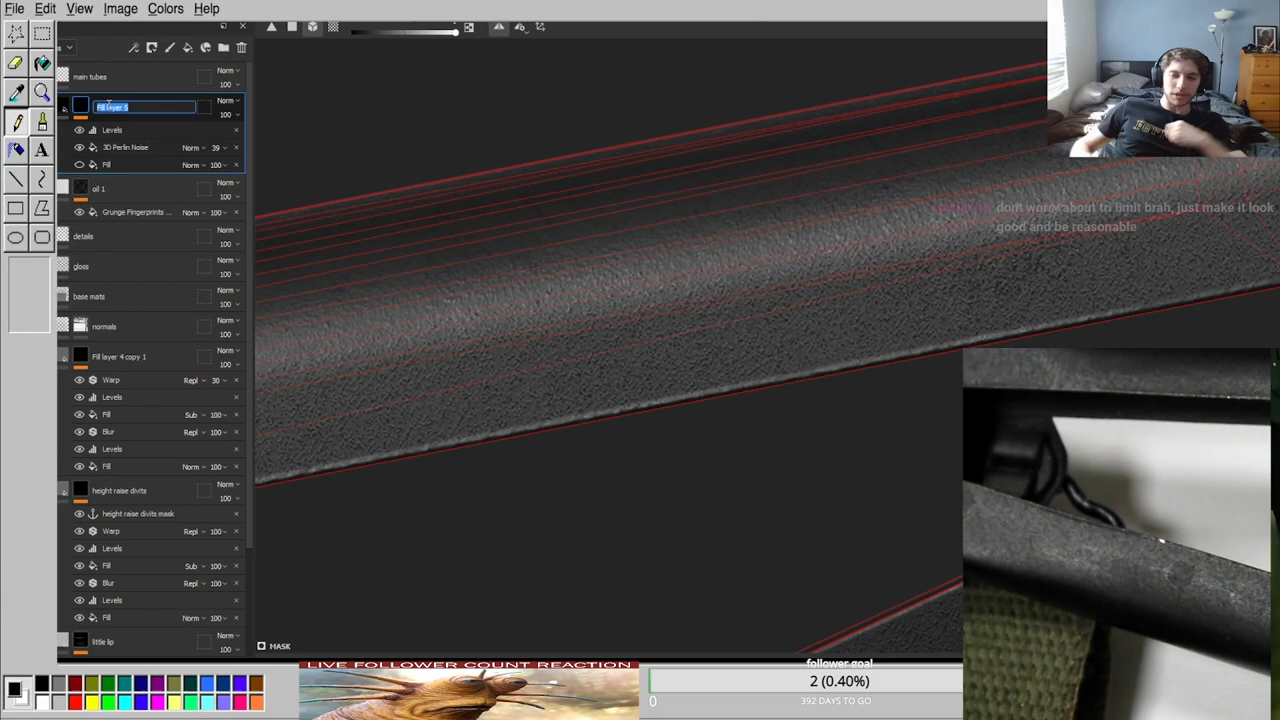 File Edit View Image Colors Help
main tubes Norm 100
Fill layer 5 Norm 100
Levels
3D Perlin Noise Norm 39
Fill Norm 100
oil 1 Norm 100
Grunge Fingerprints ... Norm 100
details Norm 100
gloss Norm 100
base mats Norm 100
normals Norm 100
Fill layer 4 copy 1 Norm 100
Warp Repl 30
Levels
Fill Sub 100
Blur Repl 100
Levels
Fill Norm 100
height raise divits Norm 100
height raise divits mask
Warp Repl 100
Levels
Fill Sub 100
Blur Repl 100
Levels
Fill Norm 100
little lip Norm 100
MASK
don't worry about tri limit brah, just make it look
good and be reasonable
LIVE FOLLOWER COUNT REACTION
follower goal
2 (0.40%)
0
392 DAYS TO GO